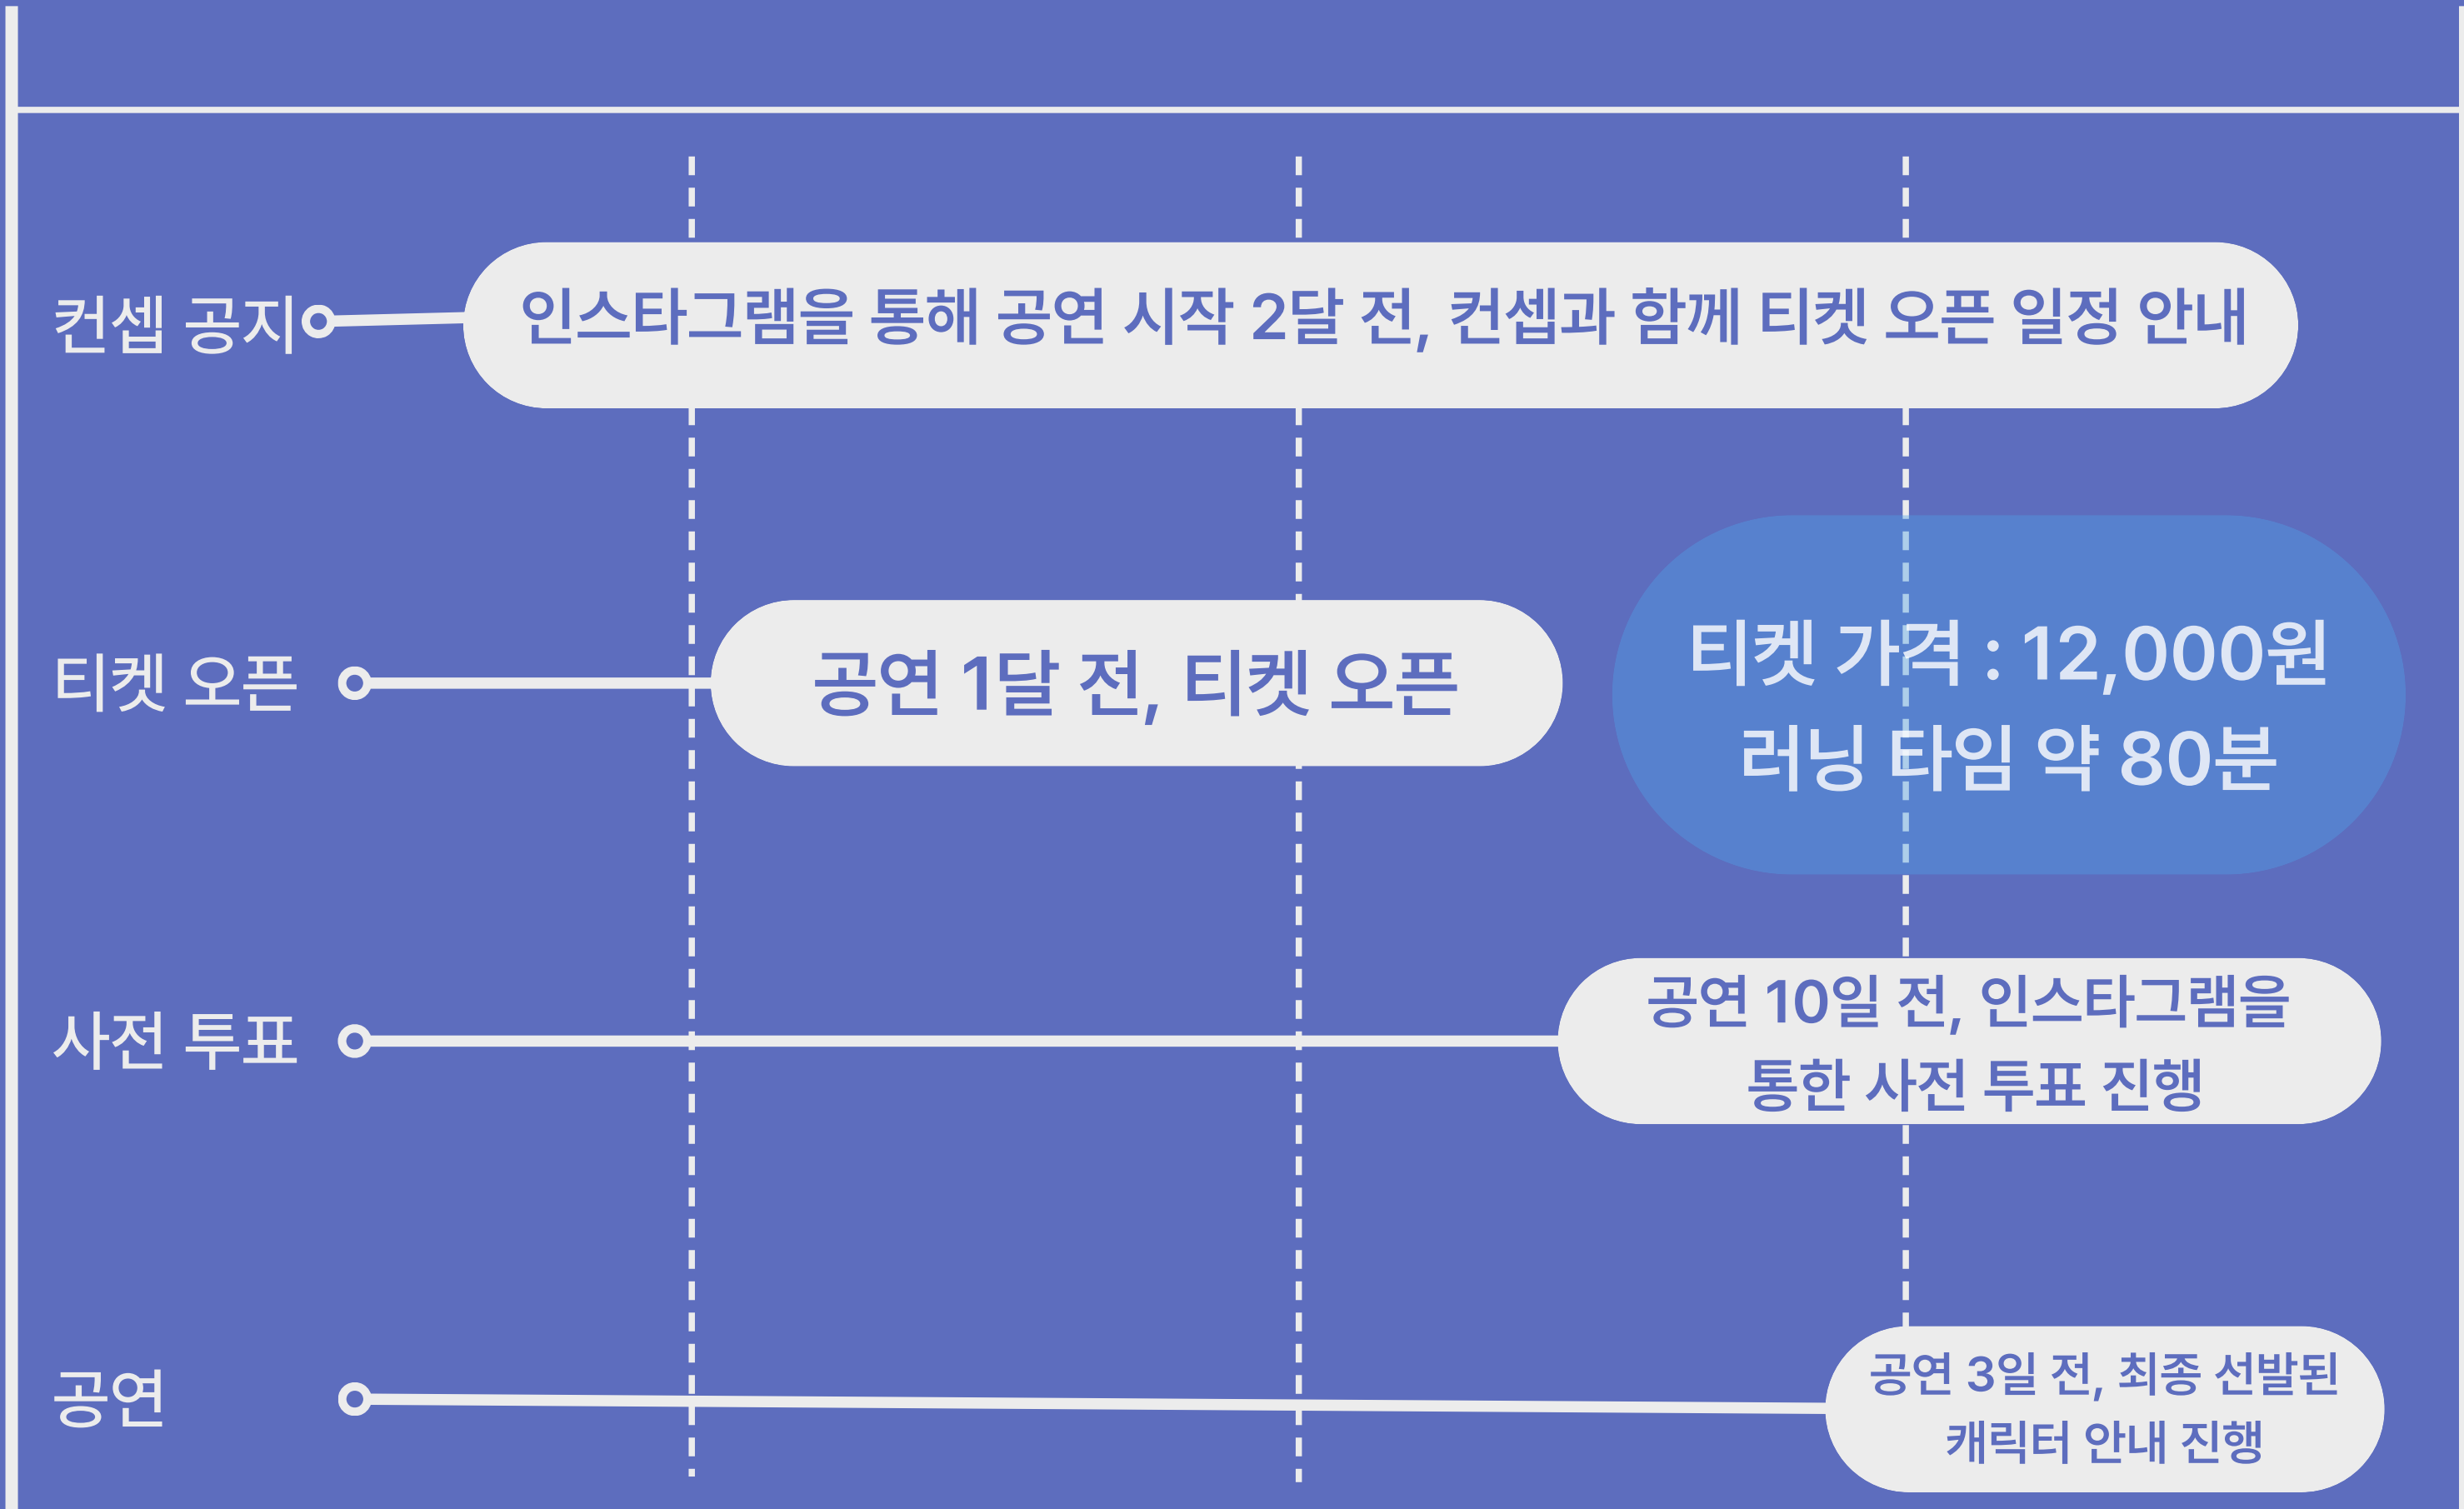 권셍 공지
인스타그램을 통해 공연 시작 2달 전, 귄셍자 함께 티켓 오픈 일정 안내
티켓 오픈
공연 1달 전, 티켓 오픈
티켓 가격 : 12,000원
러닝 타임 약 80분
사전 투표
공연 10일 전, 인스타그램을
통한 사전 투표 진행
공연
공연 3일 전, 최종 선발된
캐릭터 안내 진행